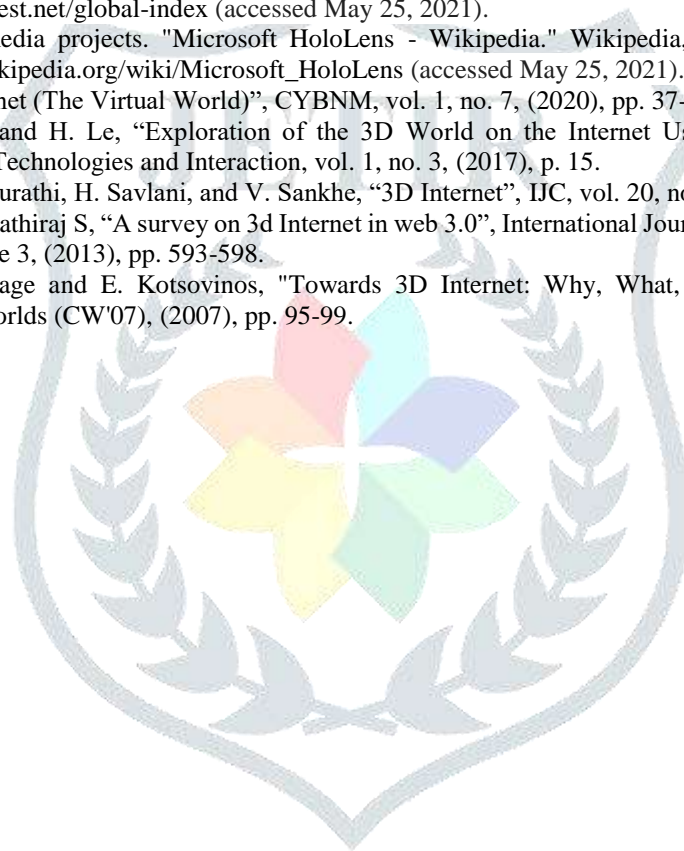 est.net/global-index (accessed May 25, 2021).
edia projects. "Microsoft HoloLens - Wikipedia." Wikipedia,
kipedia.org/wiki/Microsoft_HoloLens (accessed May 25, 2021).
net (The Virtual World)”, CYBNM, vol. 1, no. 7, (2020), pp. 37-
and H. Le, “Exploration of the 3D World on the Internet Us
Technologies and Interaction, vol. 1, no. 3, (2017), p. 15.
urathi, H. Savlani, and V. Sankhe, “3D Internet”, IJC, vol. 20, no
athiraj S, “A survey on 3d Internet in web 3.0”, International Jour
e 3, (2013), pp. 593-598.
age and E. Kotsovinos, "Towards 3D Internet: Why, What,
orlds (CW'07), (2007), pp. 95-99.
JETIR